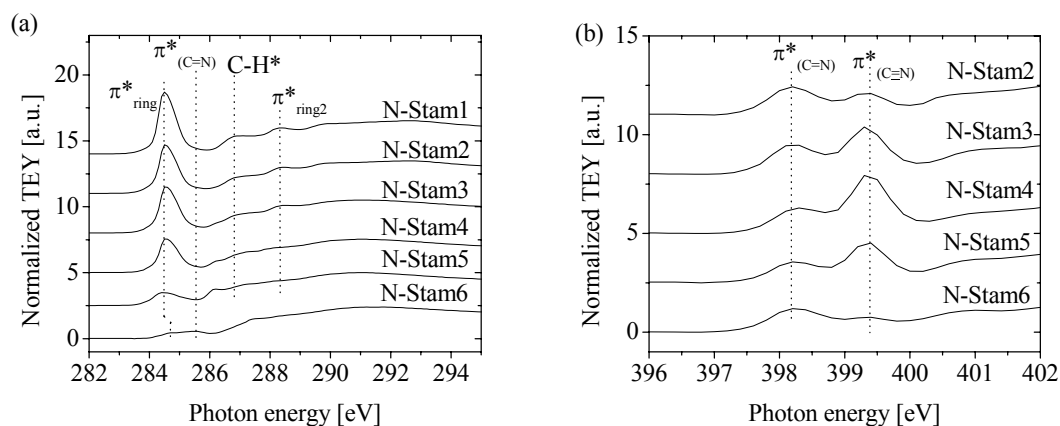 (a)
π*(C=N)
C-H*
π*ring
π*ring2
N-Stam1
N-Stam2
N-Stam3
N-Stam4
N-Stam5
N-Stam6
20
15
10
5
0
Normalized TEY [a.u.]
282 284 286 288 290 292 294
Photon energy [eV]
(b)
π*(C=N)
π*(C≡N)
N-Stam2
N-Stam3
N-Stam4
N-Stam5
N-Stam6
15
10
5
0
Normalized TEY [a.u.]
396 397 398 399 400 401 402
Photon energy [eV]